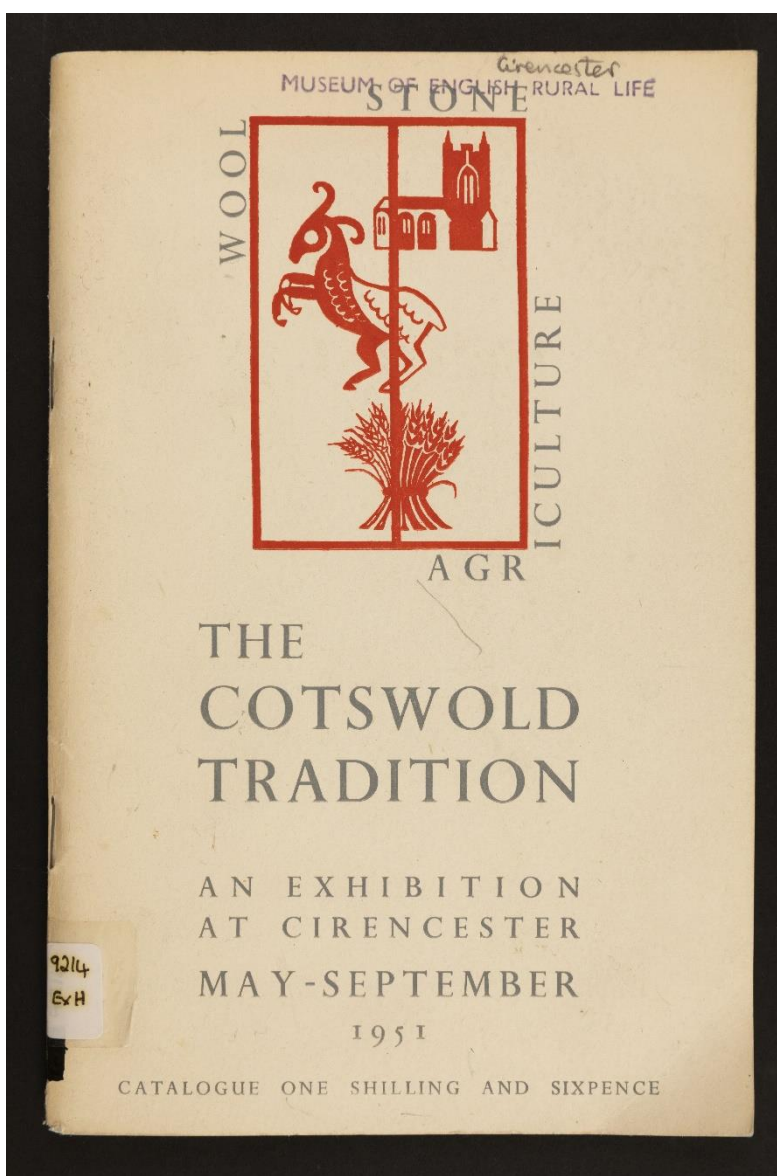 Cirencester
MUSEUM OF ENGLISH RURAL LIFE
STONE
WOOL
AGRICULTURE
THE
COTSWOLD
TRADITION
AN EXHIBITION
AT CIRENCESTER
MAY-SEPTEMBER
1951
9214
ExH
CATALOGUE ONE SHILLING AND SIXPENCE